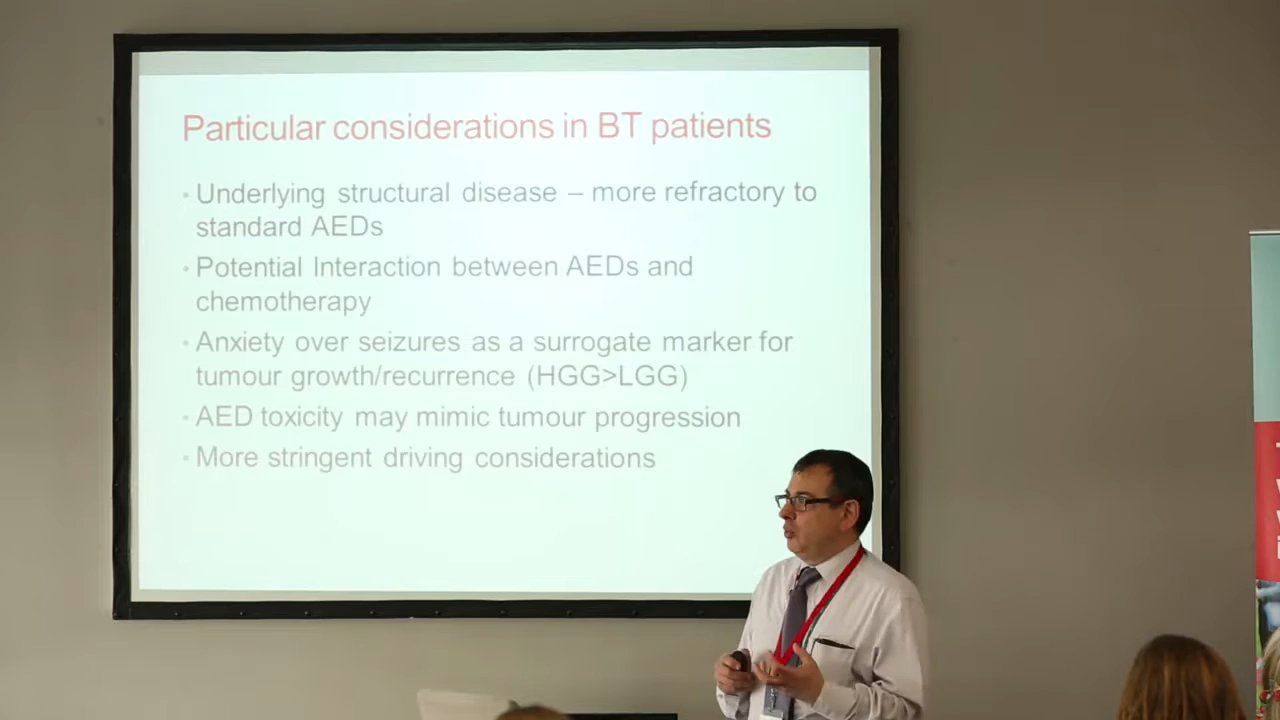 Particular considerations in BT patients
• Underlying structural disease – more refractory to
standard AEDs
• Potential Interaction between AEDs and
chemotherapy
• Anxiety over seizures as a surrogate marker for
tumour growth/recurrence (HGG>LGG)
• AED toxicity may mimic tumour progression
• More stringent driving considerations